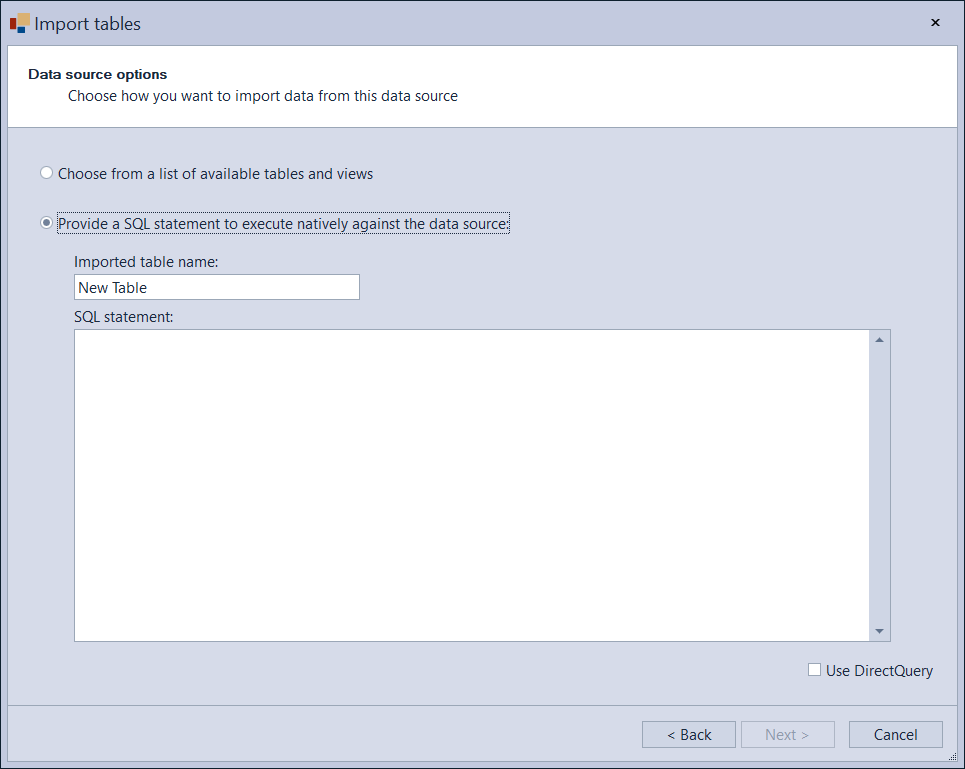 Import tables
Data source options
Choose how you want to import data from this data source
Choose from a list of available tables and views
Provide a SQL statement to execute natively against the data source:
Imported table name:
New Table
SQL statement:
Use DirectQuery
< Back
Next >
Cancel